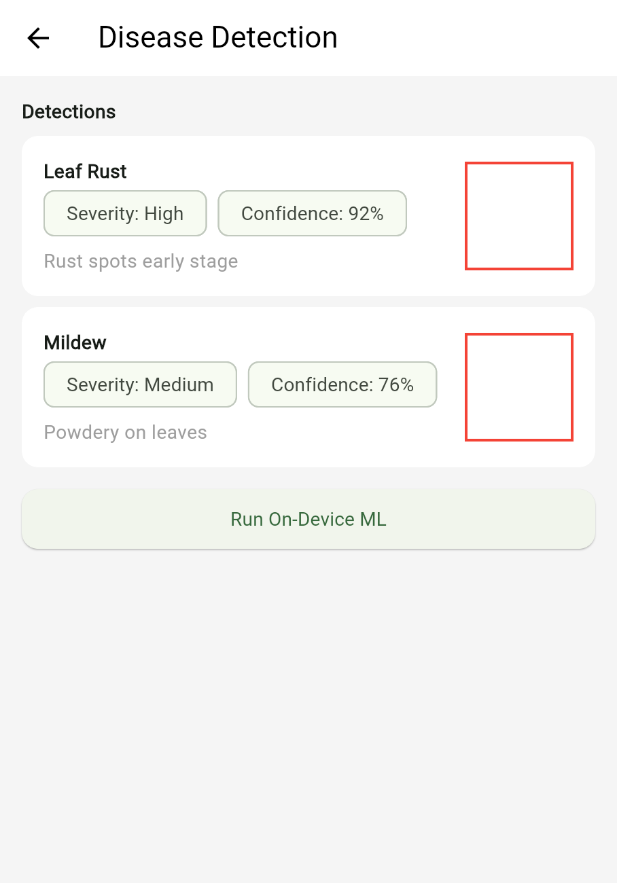 Disease Detection
Detections
Leaf Rust
Severity: High Confidence: 92%
Rust spots early stage
Mildew
Severity: Medium Confidence: 76%
Powdery on leaves
Run On-Device ML